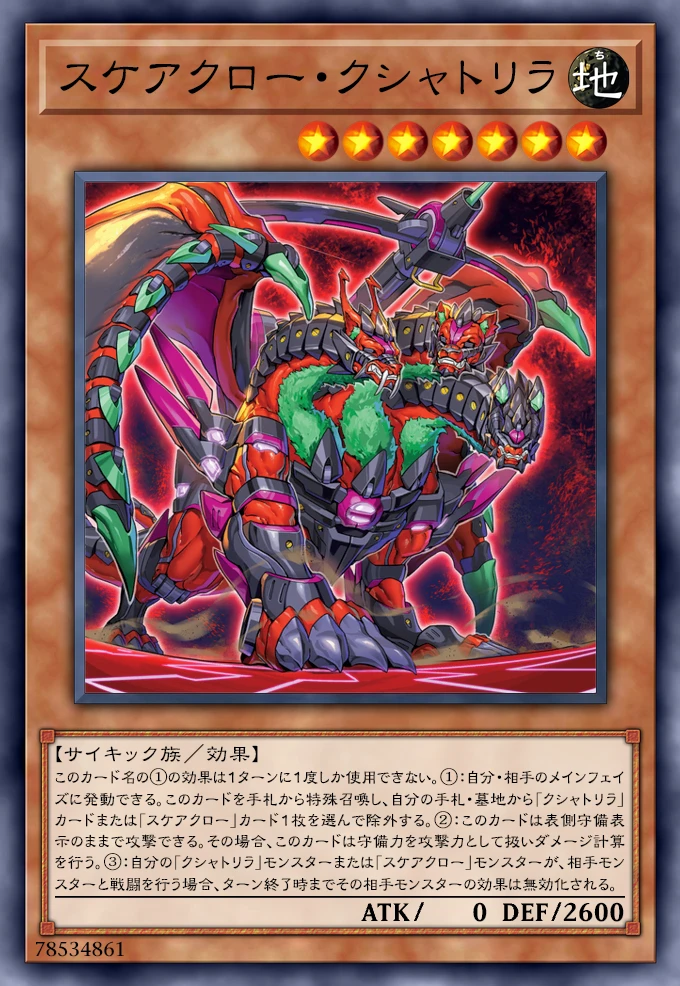 スケアクロー・クシャトリラ
ち
地
【サイキック族／効果】
このカード名の①の効果は1ターンに1度しか使用できない。①：自分・相手のメインフェイ
ズに発動できる。このカードを手札から特殊召喚し、自分の手札・墓地から「クシャトリラ」
カードまたは「スケアクロー」カード1枚を選んで除外する。②：このカードは表側守備表
示のままで攻撃できる。その場合、このカードは守備力を攻撃力として扱いダメージ計算
を行う。③：自分の「クシャトリラ」モンスターまたは「スケアクロー」モンスターが、相手モン
スターと戦闘を行う場合、ターン終了時までその相手モンスターの効果は無効化される。
ATK/ 0 DEF/2600
78534861